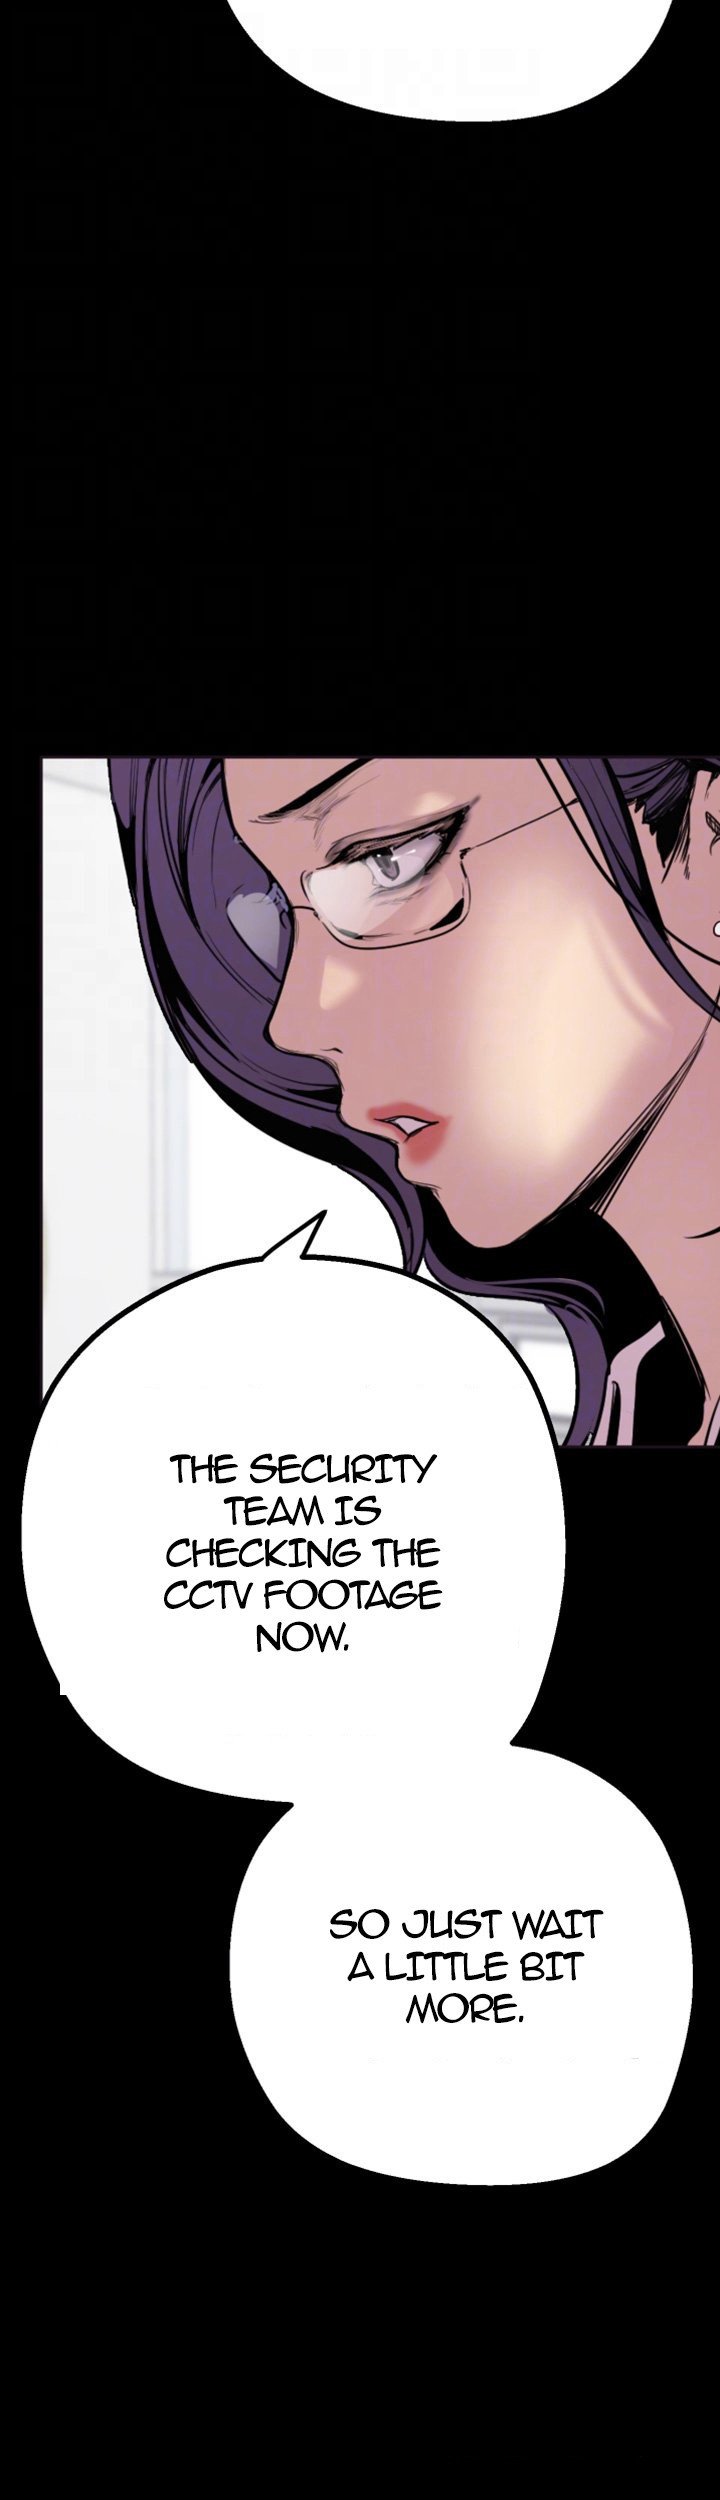 THE SECURITY
TEAM IS
CHECKING THE
CCTV FOOTAGE
NOW.
SO JUST WAIT
A LITTLE BIT
MORE.